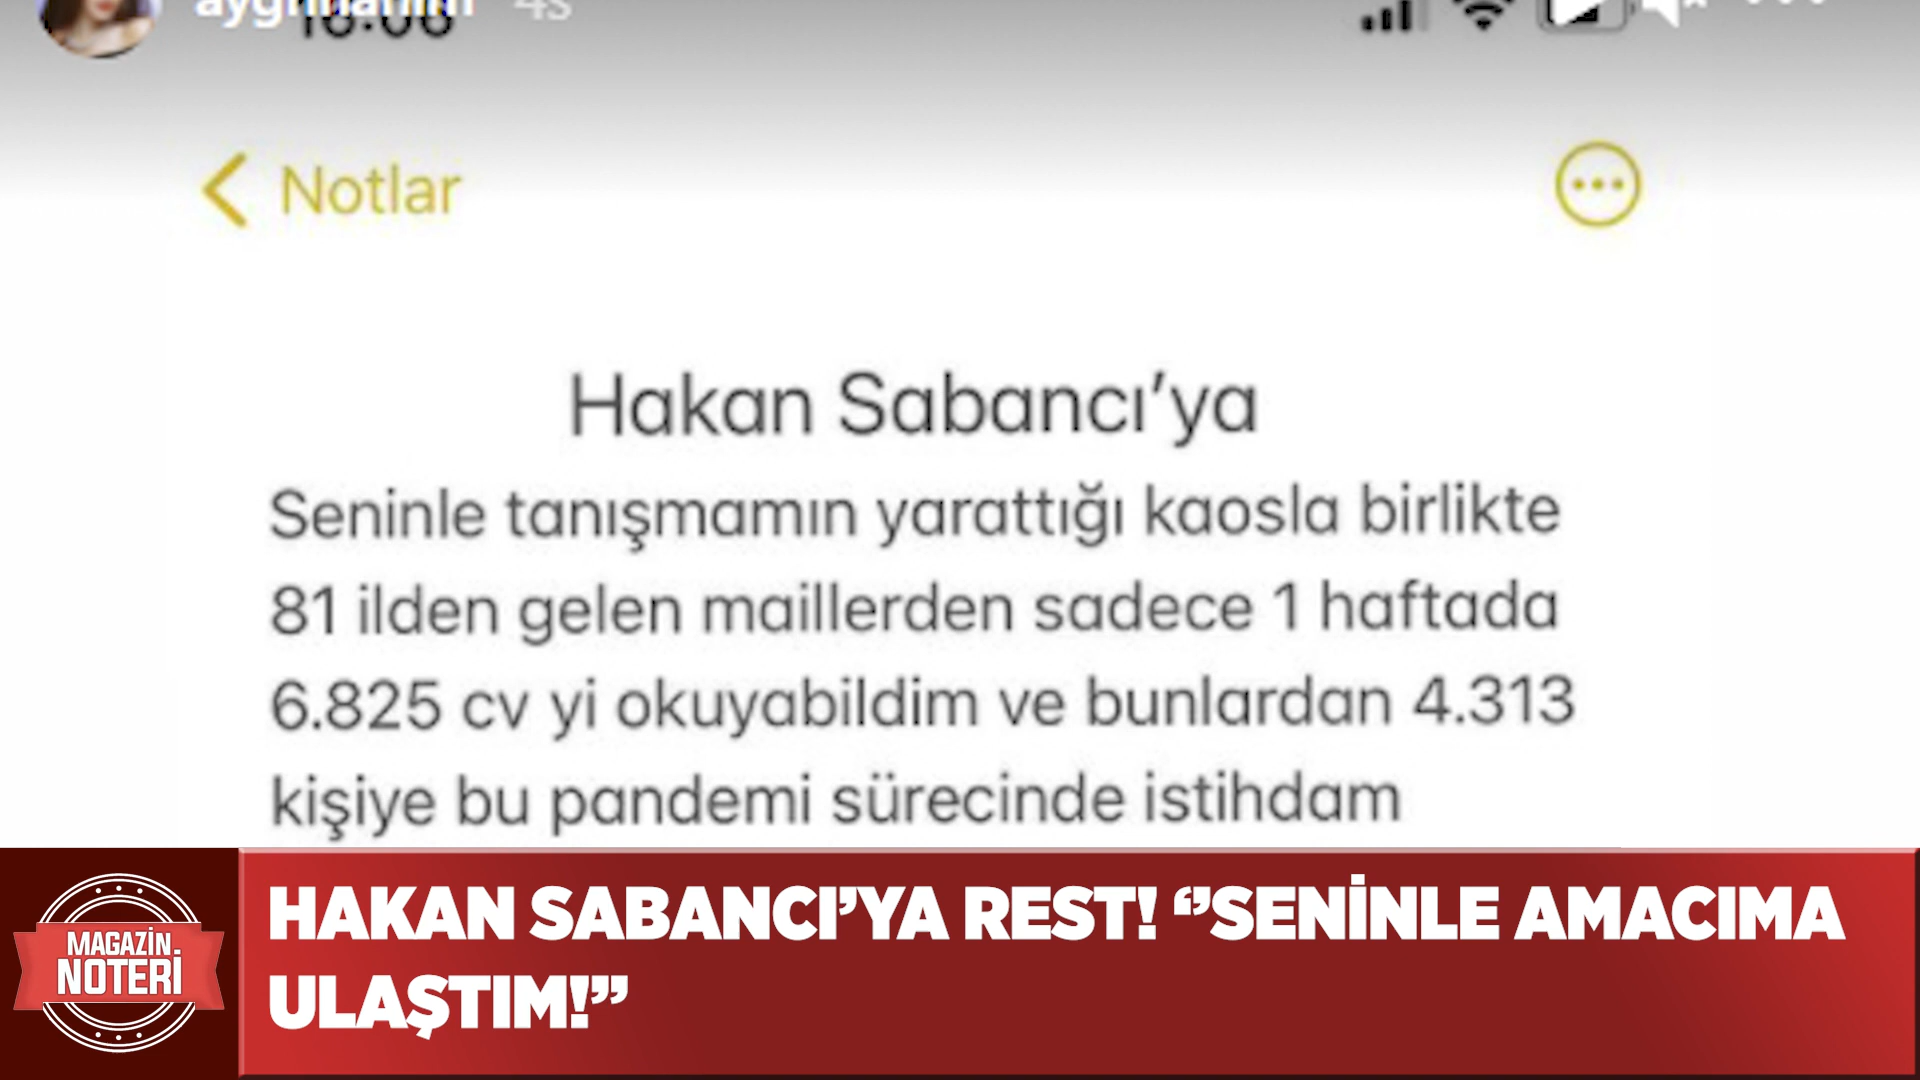 4s
Notlar
Hakan Sabancı'ya
Seninle tanışmamın yarattığı kaosla birlikte
81 ilden gelen maillerden sadece 1 haftada
6.825 cv yi okuyabildim ve bunlardan 4.313
kişiye bu pandemi sürecinde istihdam
MAGAZİN
NOTERİ
HAKAN SABANCI’YA REST! ‘’SENİNLE AMACIMA
ULAŞTIM!’’